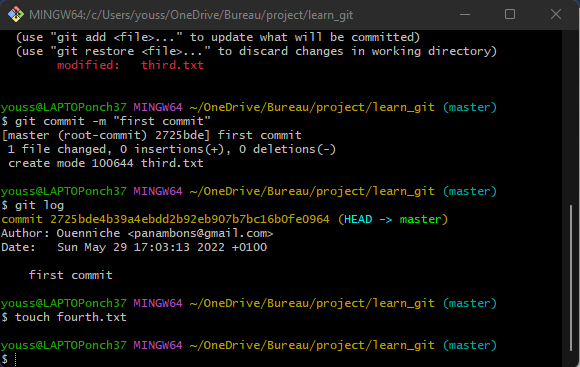 MINGW64:/c/Users/youss/OneDrive/Bureau/project/learn_git
(use "git add <file>..." to update what will be committed)
(use "git restore <file>..." to discard changes in working directory)
modified:   third.txt
youss@LAPTOPonch37 MINGW64 ~/OneDrive/Bureau/project/learn_git (master)
$ git commit -m "first commit"
[master (root-commit) 2725bde] first commit
1 file changed, 0 insertions(+), 0 deletions(-)
create mode 100644 third.txt
youss@LAPTOPonch37 MINGW64 ~/OneDrive/Bureau/project/learn_git (master)
$ git log
commit 2725bde4b39a4ebdd2b92eb907b7bc16b0fe0964 (HEAD -> master)
Author: Ouenniche <panambons@gmail.com>
Date:   Sun May 29 17:03:13 2022 +0100
first commit
youss@LAPTOPonch37 MINGW64 ~/OneDrive/Bureau/project/learn_git (master)
$ touch fourth.txt
youss@LAPTOPonch37 MINGW64 ~/OneDrive/Bureau/project/learn_git (master)
$